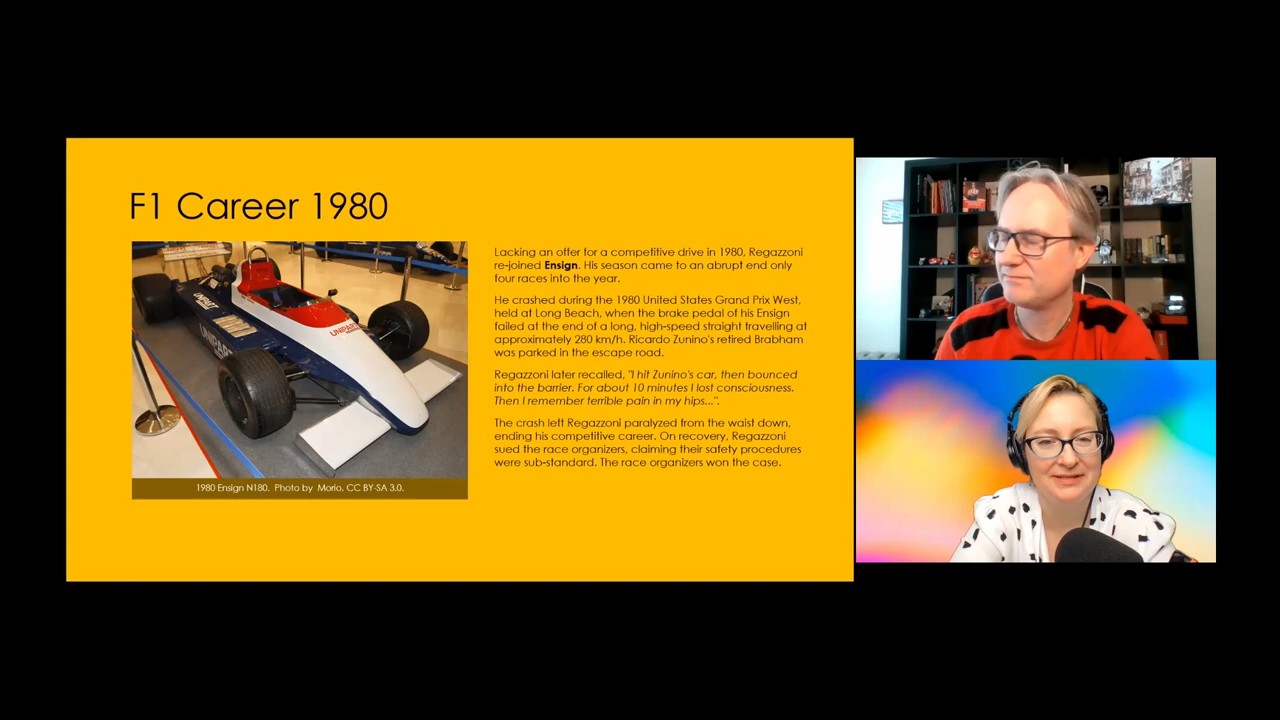 F1 Career 1980
UNIPART
UNIPART
UNIPART
1980 Ensign N180. Photo by Morio. CC BY-SA 3.0.
Lacking an offer for a competitive drive in 1980, Regazzoni
re-joined Ensign. His season came to an abrupt end only
four races into the year.
He crashed during the 1980 United States Grand Prix West,
held at Long Beach, when the brake pedal of his Ensign
failed at the end of a long, high-speed straight travelling at
approximately 280 km/h. Ricardo Zunino's retired Brabham
was parked in the escape road.
Regazzoni later recalled, "I hit Zunino's car, then bounced
into the barrier. For about 10 minutes I lost consciousness.
Then I remember terrible pain in my hips...".
The crash left Regazzoni paralyzed from the waist down,
ending his competitive career. On recovery, Regazzoni
sued the race organizers, claiming their safety procedures
were sub-standard. The race organizers won the case.